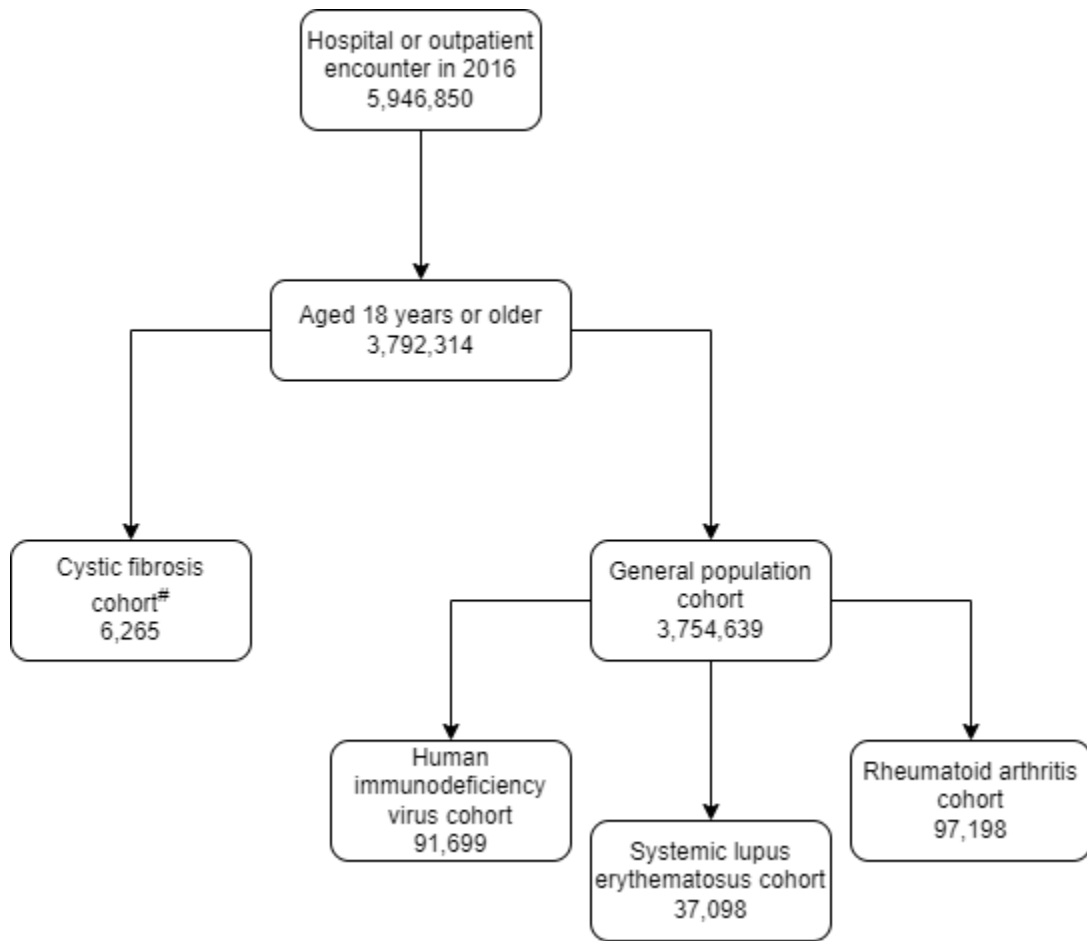 Hospital or outpatient
encounter in 2016
5,946,850
Aged 18 years or older
3,792,314
Cystic fibrosis
cohort#
6,265
General population
cohort
3,754,639
Human
immunodeficiency
virus cohort
91,699
Systemic lupus
erythematosus cohort
37,098
Rheumatoid arthritis
cohort
97,198